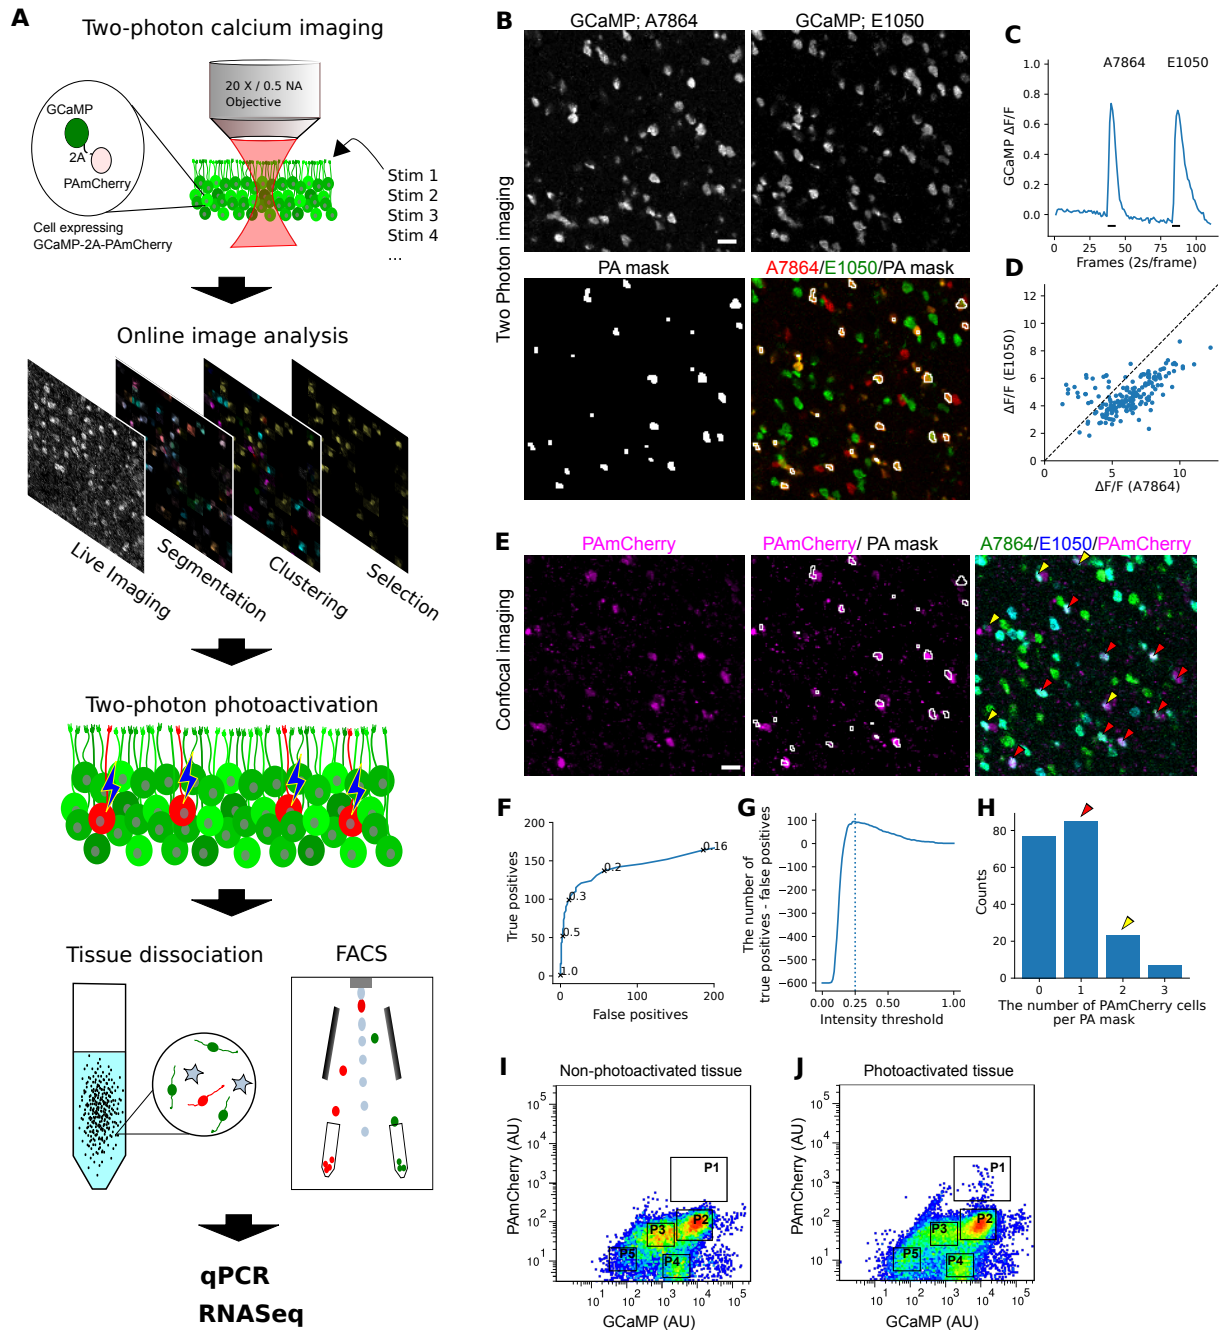 A
Two-photon calcium imaging
20 X / 0.5 NA
Objective
GCaMP
2A
PAmCherry
Cell expressing
GCaMP-2A-PAmCherry
Stim 1
Stim 2
Stim 3
Stim 4
...
Online image analysis
Live Imaging
Segmentation
Clustering
Selection
Two-photon photoactivation
Tissue dissociation
FACS
qPCR
RNASeq
B
Two Photon imaging
GCaMP; A7864
GCaMP; E1050
PA mask
A7864/E1050/PA mask
C
A7864
E1050
GCaMP ΔF/F
1.0
0.8
0.6
0.4
0.2
0.0
0
25
50
75
100
Frames (2s/frame)
D
ΔF/F (E1050)
12
10
8
6
4
2
0
0
5
10
ΔF/F (A7864)
E
Confocal imaging
PAmCherry
PAmCherry/ PA mask
A7864/E1050/PAmCherry
F
True positives
200
150
100
50
0
0.16
0.2
0.3
0.5
1.0
0
100
200
False positives
G
The number of
true positives - false positives
100
0
−100
−200
−300
−400
−500
−600
0.00
0.25
0.50
1.00
Intensity threshold
H
Counts
80
60
40
20
0
0
1
2
3
The number of PAmCherry cells
per PA mask
I
Non-photoactivated tissue
PAmCherry (AU)
10^5
10^4
10^3
10^2
10^1
P1
P2
P3
P4
P5
10^1
10^2
10^3
10^4
10^5
GCaMP (AU)
J
Photoactivated tissue
PAmCherry (AU)
10^5
10^4
10^3
10^2
10^1
P1
P2
P3
P4
P5
10^1
10^2
10^3
10^4
10^5
GCaMP (AU)